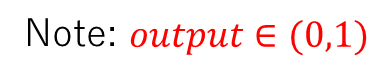 Note: output ∈ (0,1)